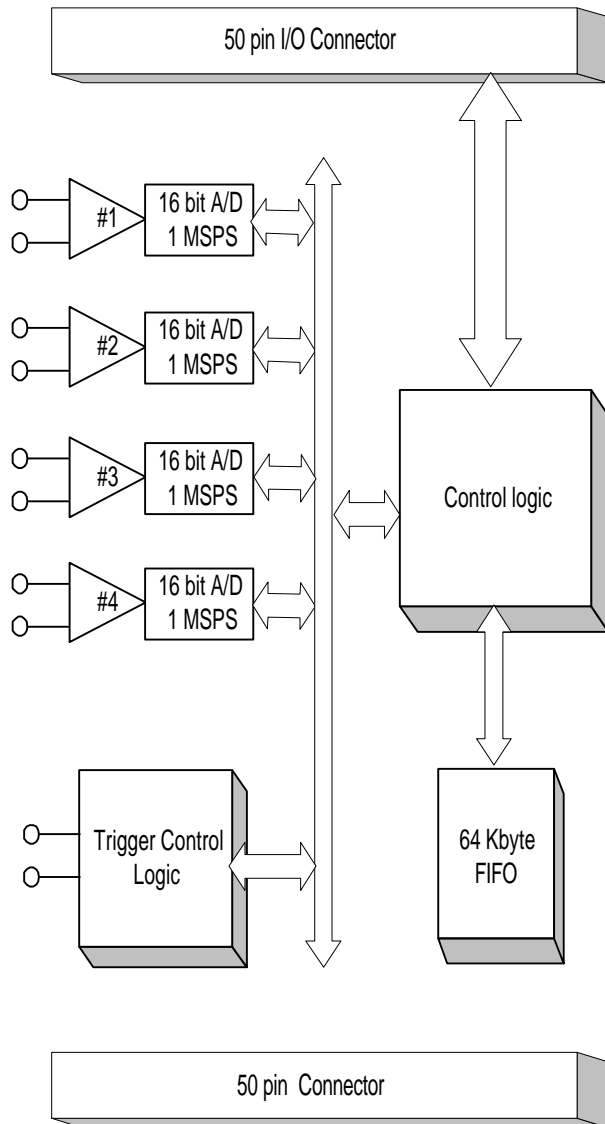 50 pin I/O Connector
#1
16 bit A/D
1 MSPS
#2
16 bit A/D
1 MSPS
#3
16 bit A/D
1 MSPS
#4
16 bit A/D
1 MSPS
Control logic
Trigger Control
Logic
64 Kbyte
FIFO
50 pin Connector